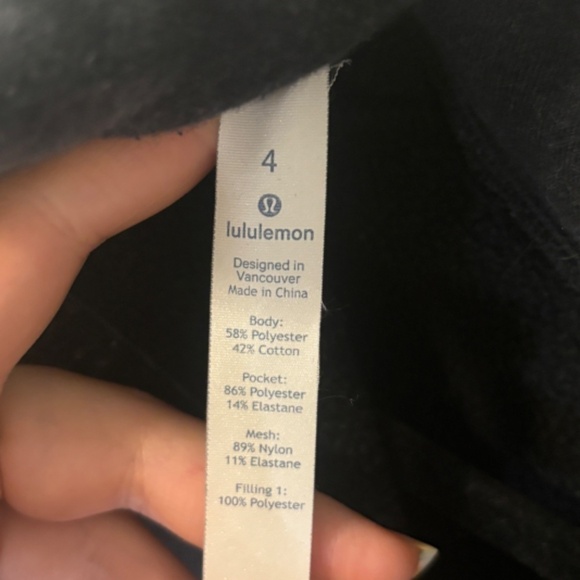 4
lululemon
Designed in
Vancouver
Made in China
Body:
58% Polyester
42% Cotton
Pocket:
86% Polyester
14% Elastane
Mesh:
89% Nylon
11% Elastane
Filling 1:
100% Polyester